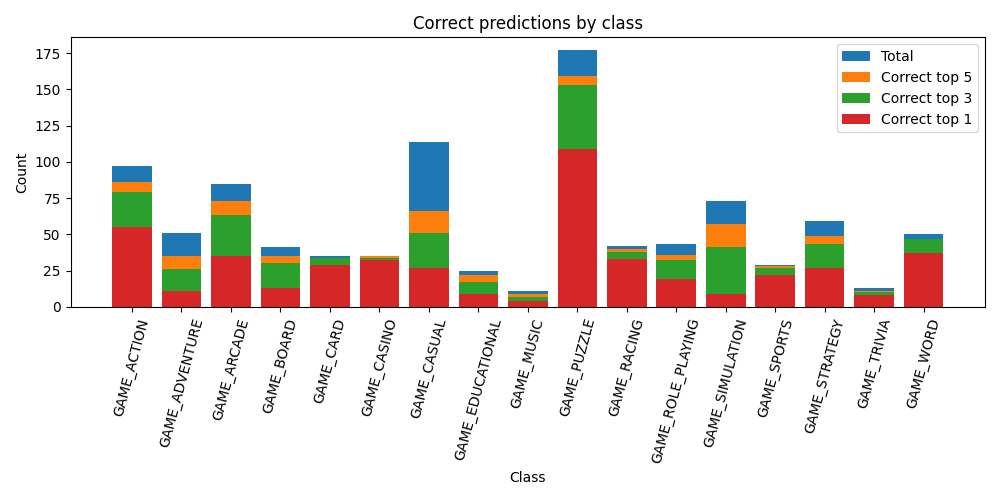 Correct predictions by class
Total
Correct top 5
Correct top 3
Correct top 1
Count
175
150
125
100
75
50
25
0
GAME_ACTION
GAME_ADVENTURE
GAME_ARCADE
GAME_BOARD
GAME_CARD
GAME_CASINO
GAME_CASUAL
GAME_EDUCATIONAL
GAME_MUSIC
GAME_PUZZLE
GAME_RACING
GAME_ROLE_PLAYING
GAME_SIMULATION
GAME_SPORTS
GAME_STRATEGY
GAME_TRIVIA
GAME_WORD
Class